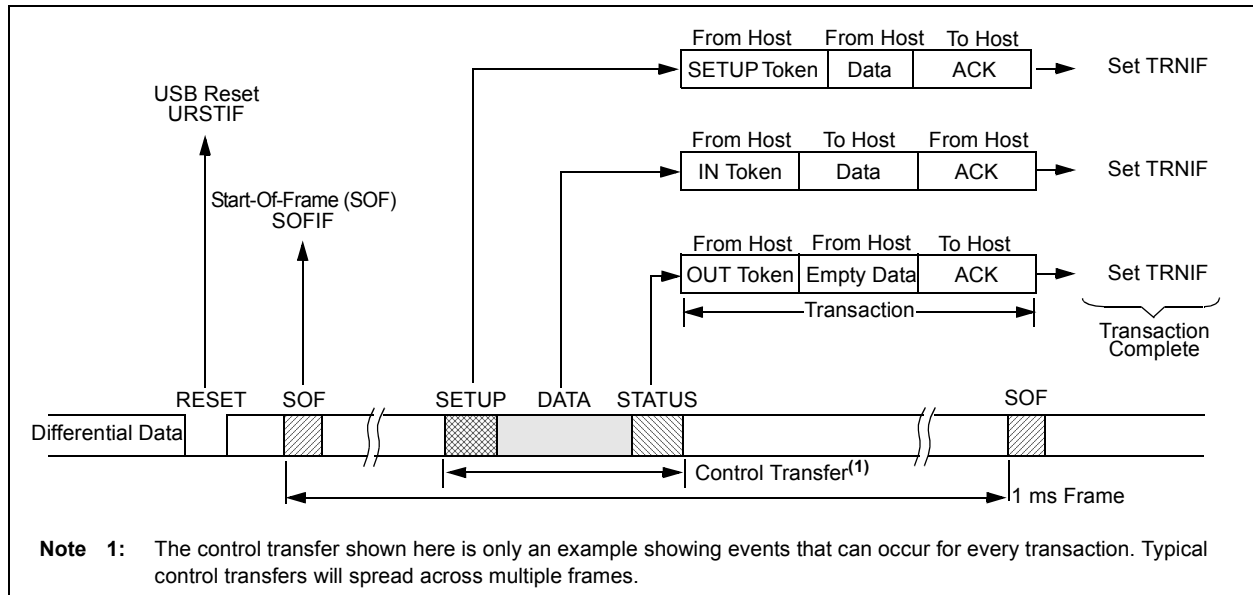 From Host From Host To Host
SETUP Token Data ACK Set TRNIF
USB Reset
URSTIF
From Host To Host From Host
IN Token Data ACK Set TRNIF
Start-Of-Frame (SOF)
SOFIF
From Host From Host To Host
OUT Token Empty Data ACK Set TRNIF
Transaction
Transaction
Complete
RESET SOF SETUP DATA STATUS SOF
Differential Data
Control Transfer(1)
1 ms Frame
Note 1: The control transfer shown here is only an example showing events that can occur for every transaction. Typical
control transfers will spread across multiple frames.